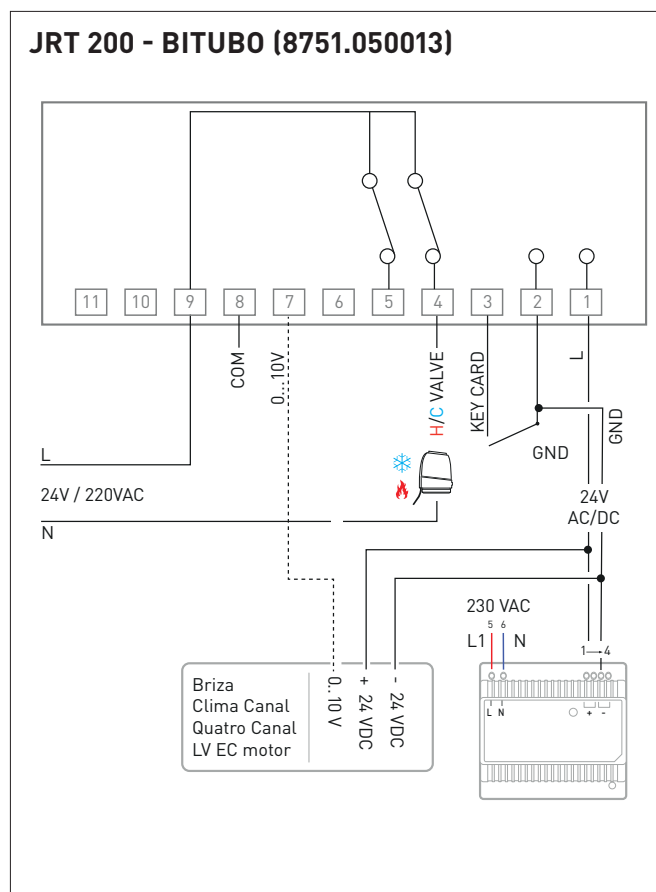 JRT 200 - BITUBO (8751.050013)
11 10 9 8 7 6 5 4 3 2 1
COM
0...10V
H/C VALVE
KEY CARD
L
GND
GND
L
24V / 220VAC
N
24V
AC/DC
230 VAC
5 6
L1 N
1 4
Briza
Clima Canal
Quatro Canal
LV EC motor
0..10 V
+ 24 VDC
- 24 VDC
L N
+ -